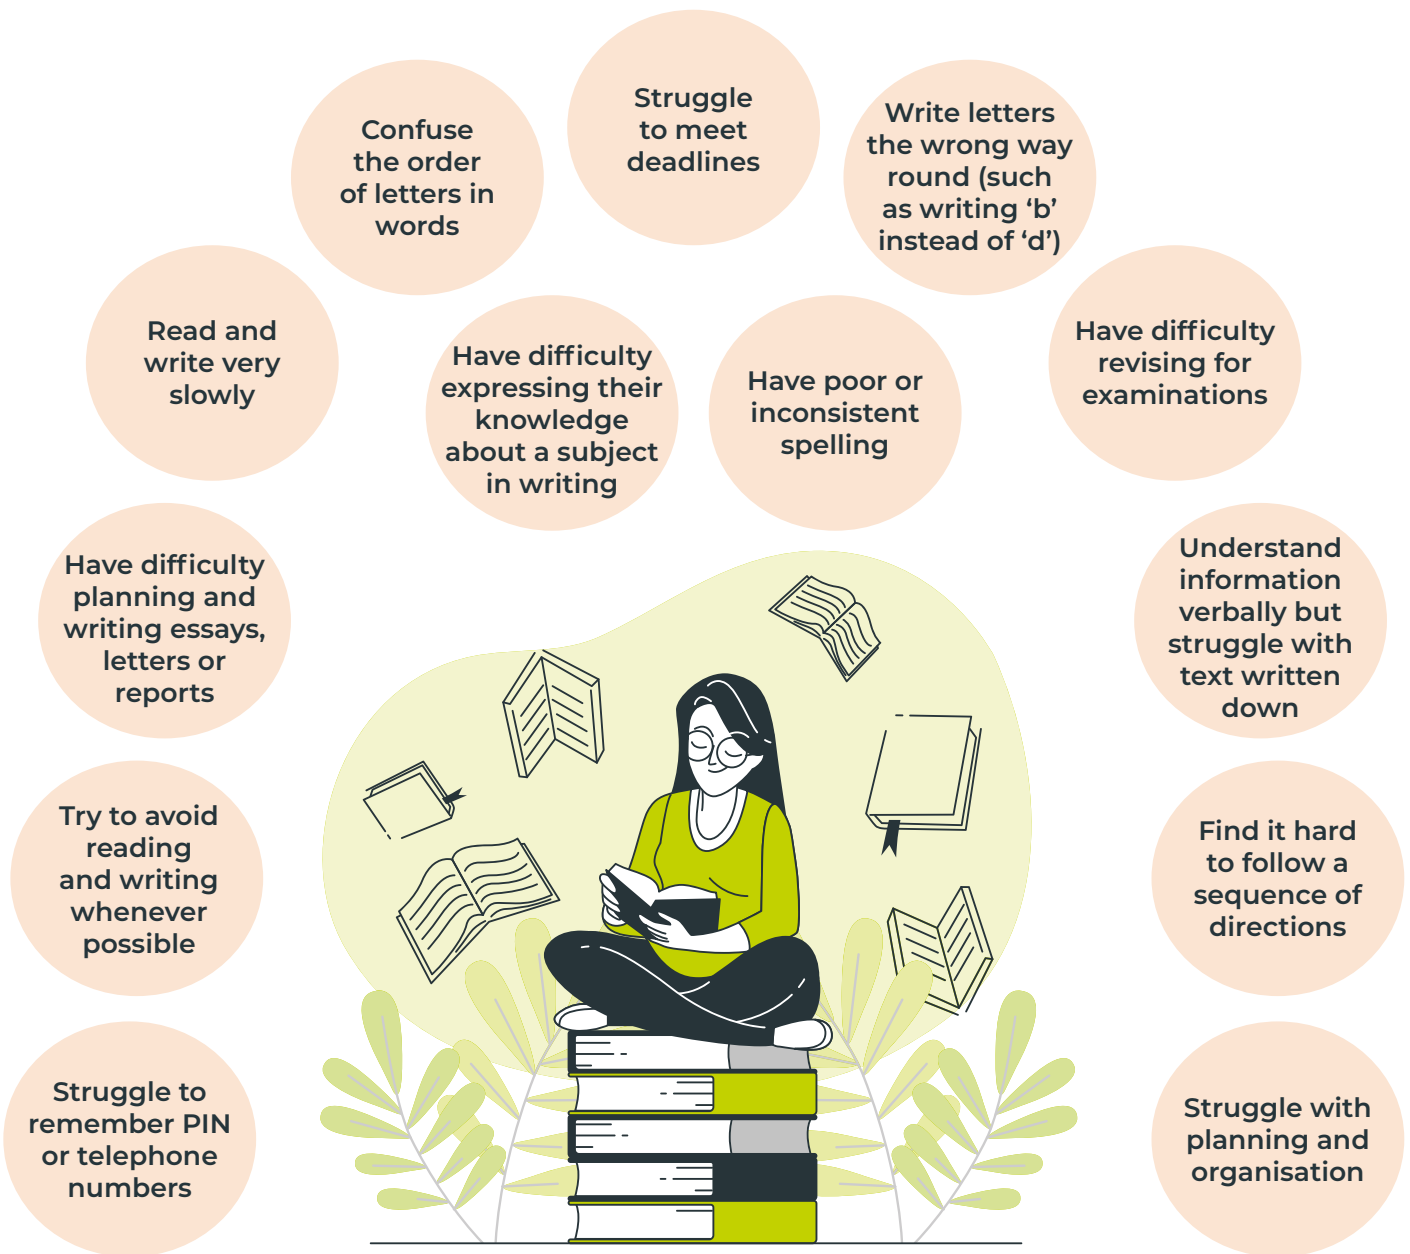 Struggle
to meet
deadlines
Confuse
the order
of letters in
words
Write letters
the wrong way
round (such
as writing ‘b’
instead of ‘d’)
Read and
write very
slowly
Have difficulty
expressing their
knowledge
about a subject
in writing
Have poor or
inconsistent
spelling
Have difficulty
revising for
examinations
Have difficulty
planning and
writing essays,
letters or
reports
Understand
information
verbally but
struggle with
text written
down
Try to avoid
reading
and writing
whenever
possible
Find it hard
to follow a
sequence of
directions
Struggle to
remember PIN
or telephone
numbers
Struggle with
planning and
organisation